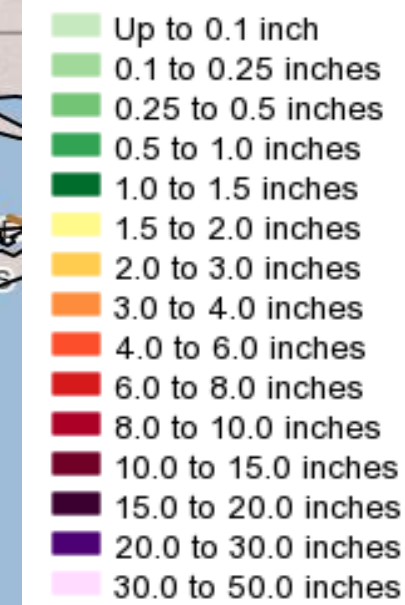 Up to 0.1 inch
0.1 to 0.25 inches
0.25 to 0.5 inches
0.5 to 1.0 inches
1.0 to 1.5 inches
1.5 to 2.0 inches
2.0 to 3.0 inches
3.0 to 4.0 inches
4.0 to 6.0 inches
6.0 to 8.0 inches
8.0 to 10.0 inches
10.0 to 15.0 inches
15.0 to 20.0 inches
20.0 to 30.0 inches
30.0 to 50.0 inches